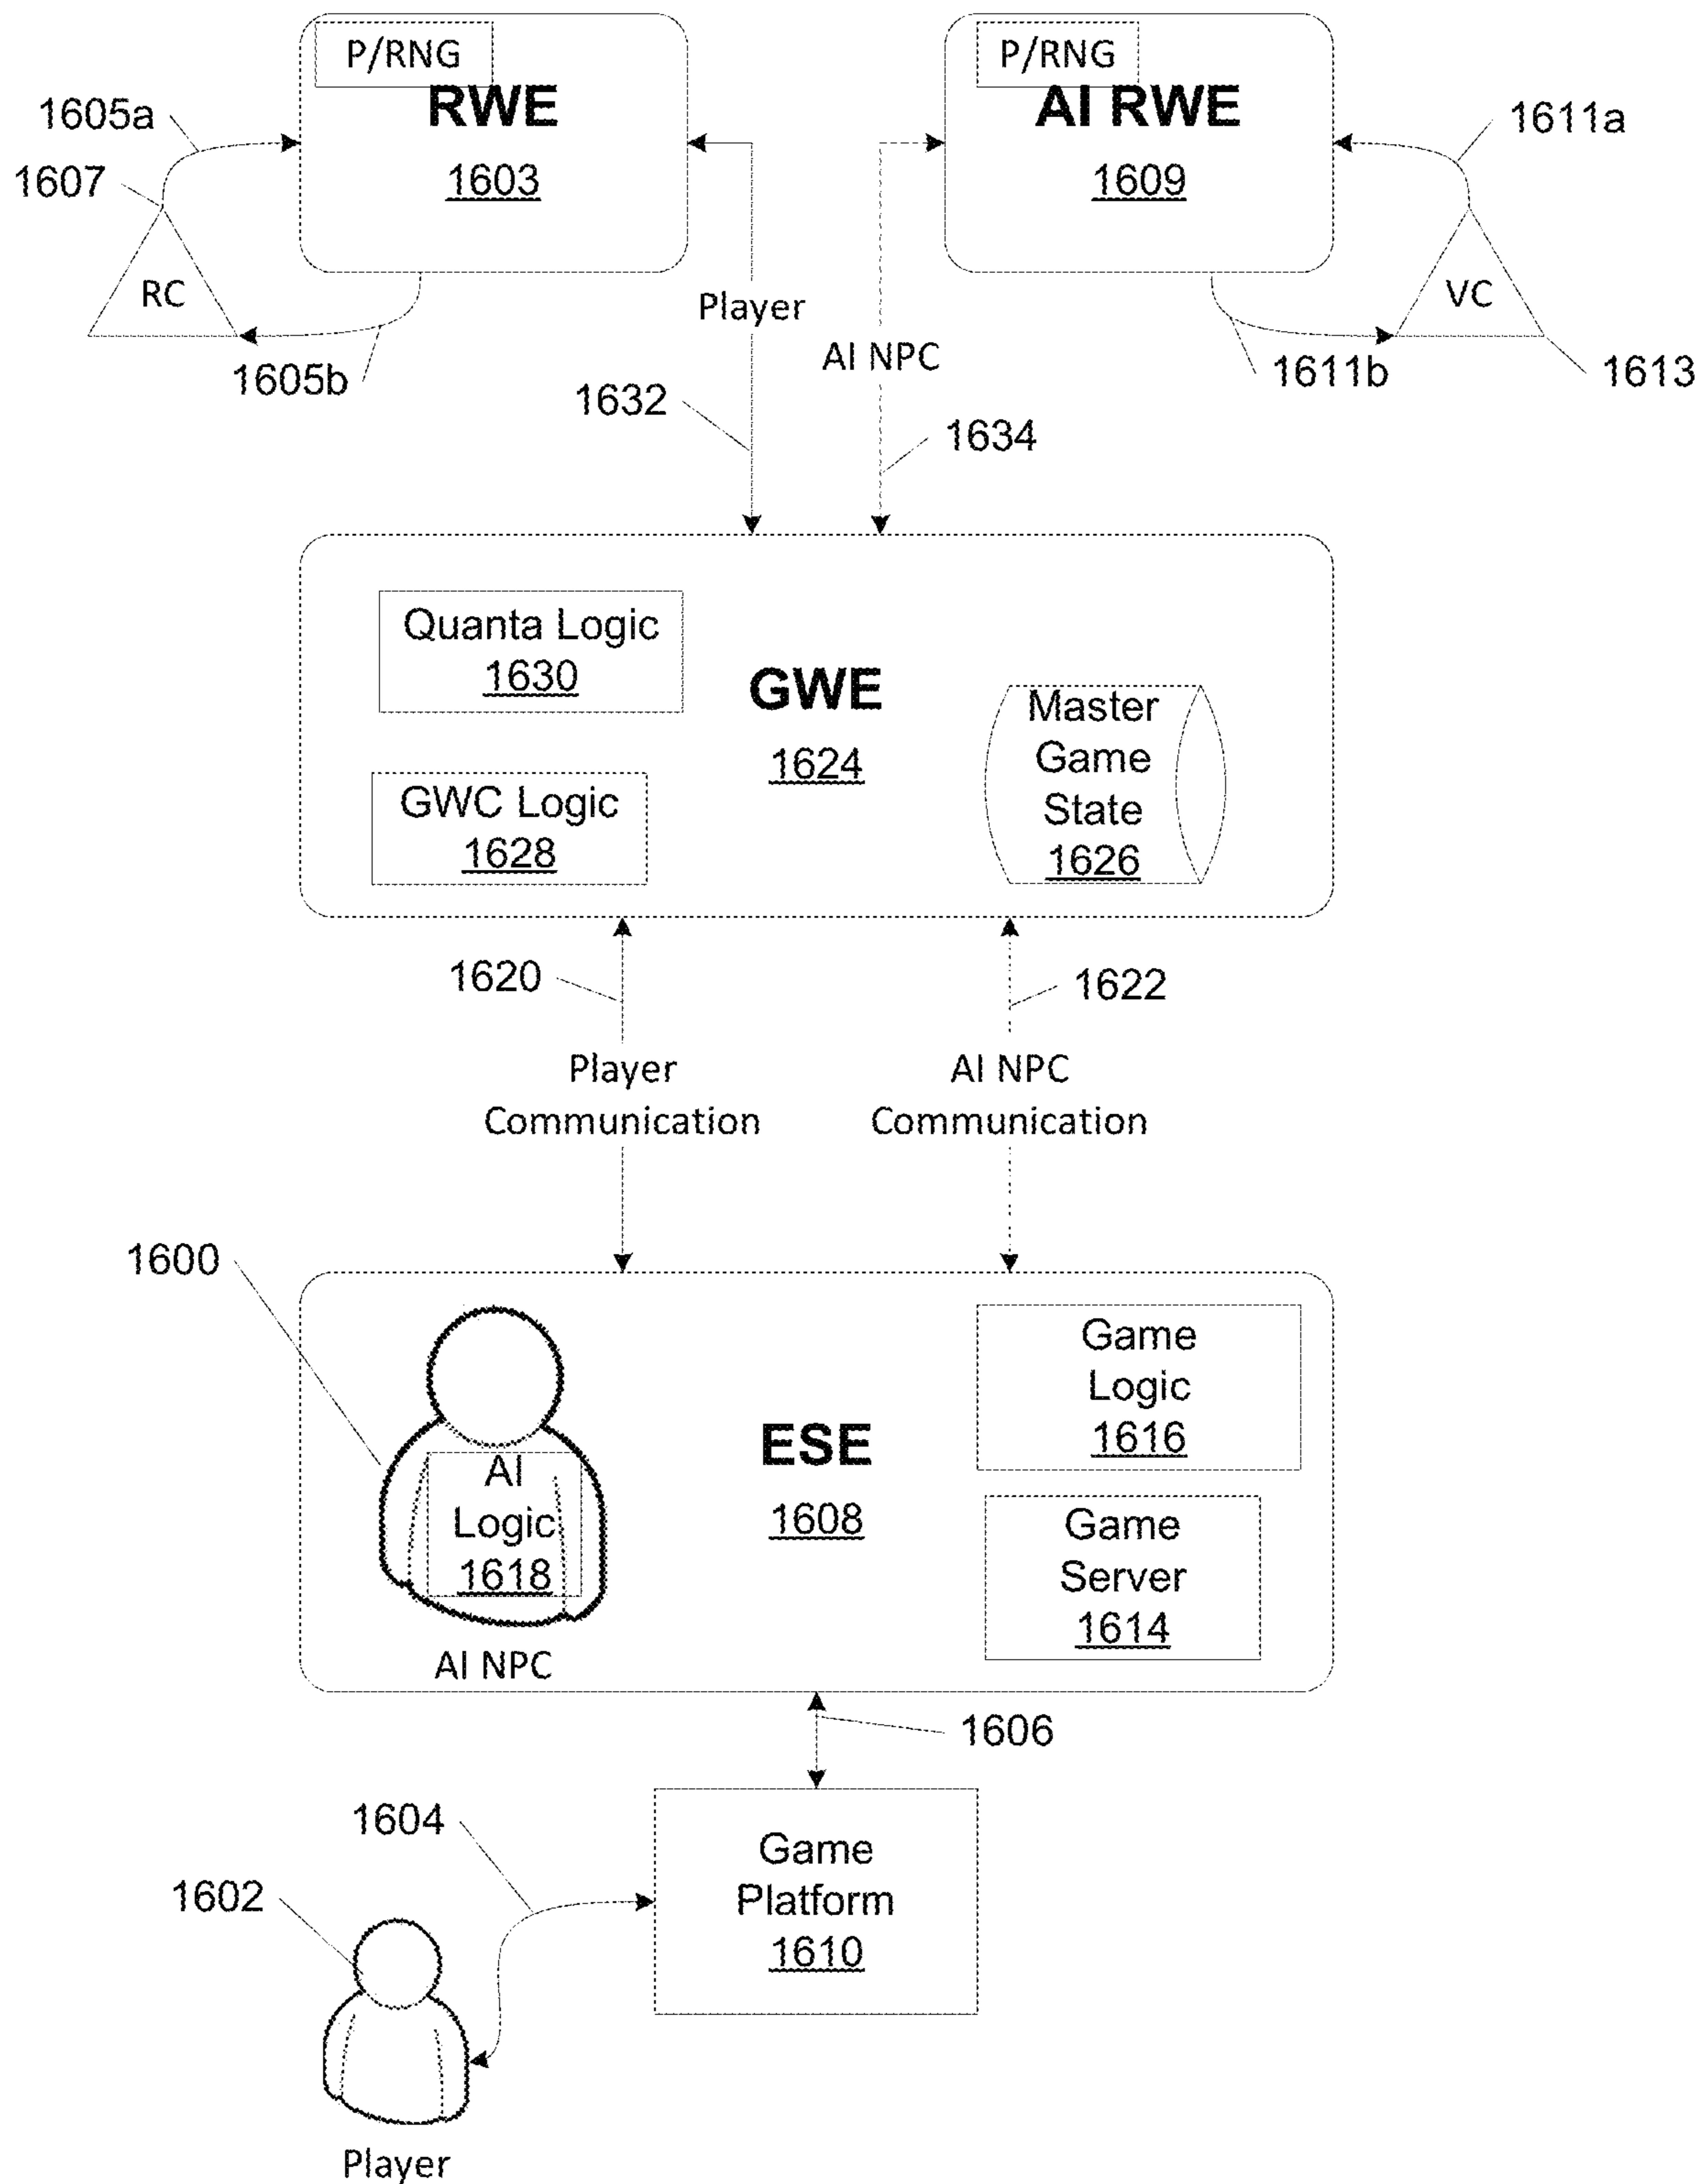 P/RNG
RWE
1603
1605a
1607
RC
1605b
P/RNG
AI RWE
1609
1611a
VC
1611b
1613
Player
1632
AI NPC
1634
Quanta Logic
1630
GWE
1624
GWC Logic
1628
Master
Game
State
1626
1620
Player
Communication
1622
AI NPC
Communication
1600
AI
Logic
1618
AI NPC
ESE
1608
Game
Logic
1616
Game
Server
1614
1606
1604
Game
Platform
1610
1602
Player